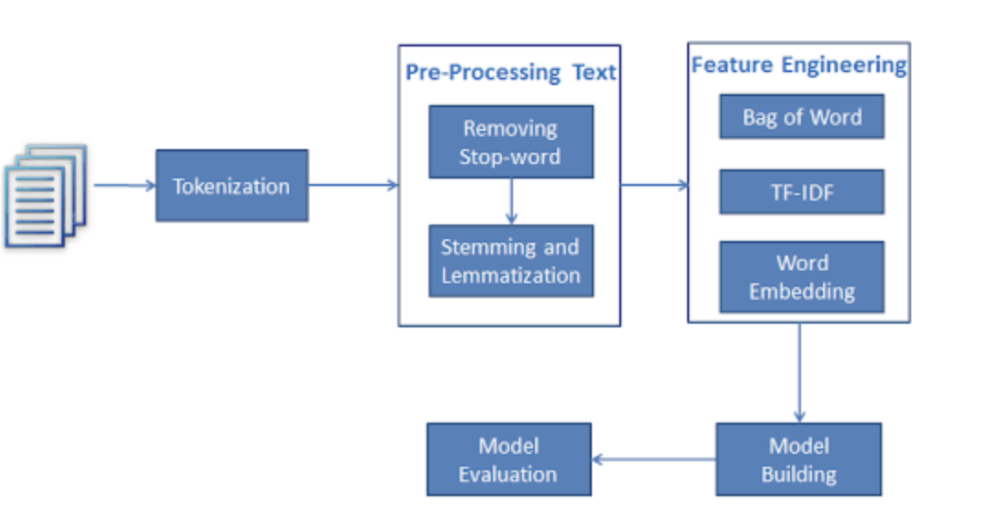 Tokenization
Pre-Processing Text
Removing
Stop-word
Stemming and
Lemmatization
Feature Engineering
Bag of Word
TF-IDF
Word
Embedding
Model
Building
Model
Evaluation